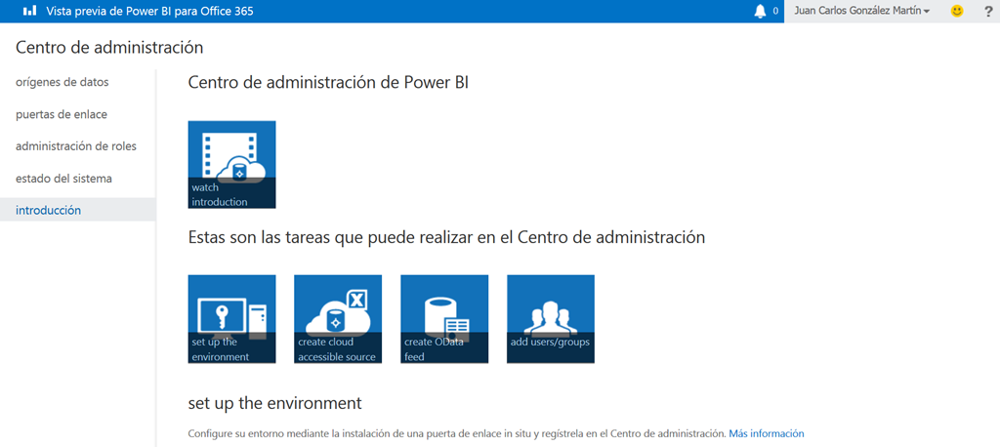 Vista previa de Power BI para Office 365
0
Juan Carlos González Martín
?
Centro de administración
orígenes de datos
puertas de enlace
administración de roles
estado del sistema
introducción
Centro de administración de Power BI
watch
introduction
Estas son las tareas que puede realizar en el Centro de administración
set up the
environment
X
create cloud
accessible source
create OData
feed
add users/groups
set up the environment
Configure su entorno mediante la instalación de una puerta de enlace in situ y regístrela en el Centro de administración. Más información